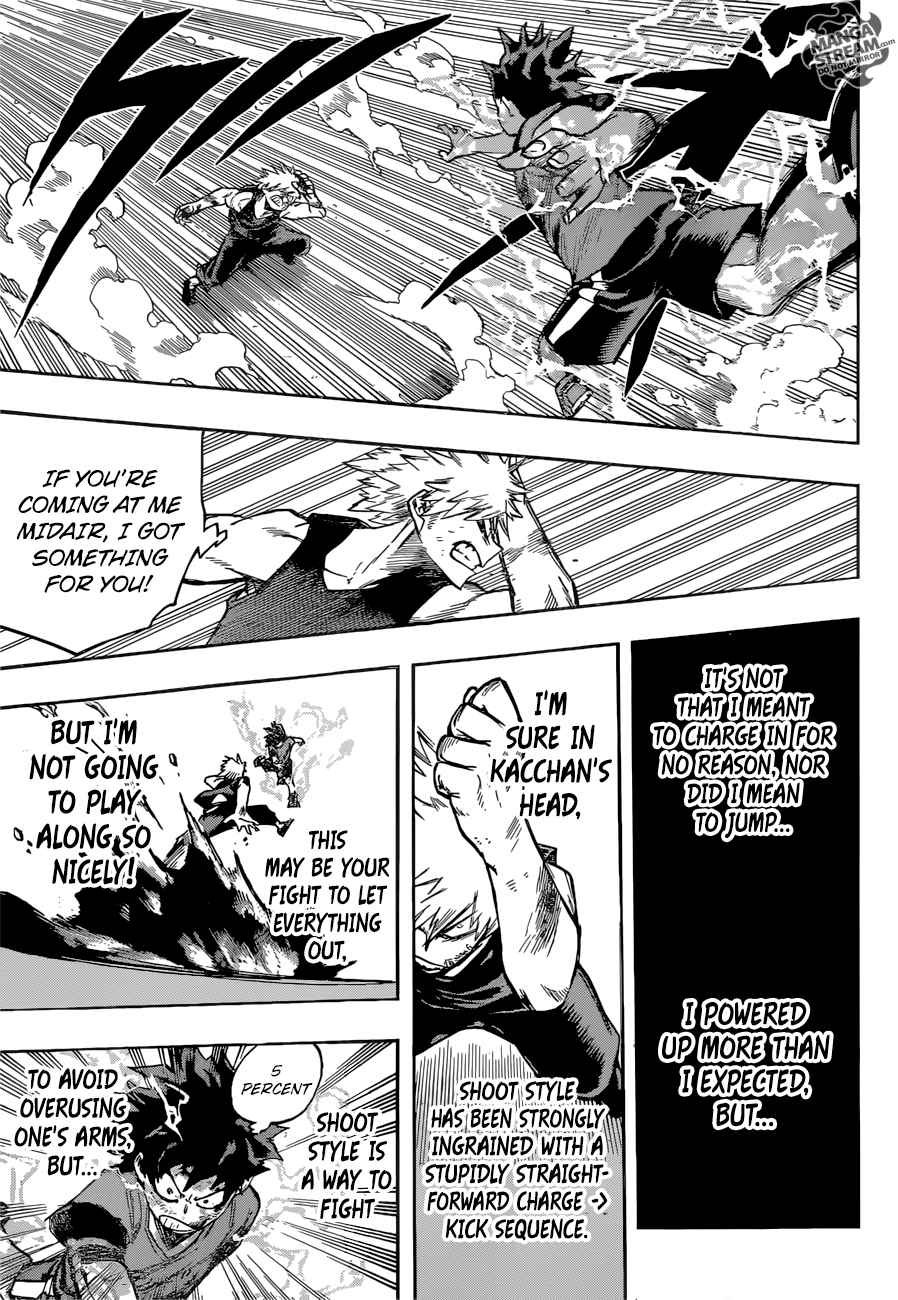 MANGA
STREAM.com
DO NOT MIRROR
IF YOU'RE
COMING AT ME
MIDAIR, I GOT
SOMETHING
FOR YOU!
IT'S NOT
THAT I MEANT
TO CHARGE IN FOR
NO REASON, NOR
DID I MEAN
TO JUMP...
I POWERED
UP MORE THAN
I EXPECTED,
BUT...
I'M
SURE IN
KACCHAN'S
HEAD,
SHOOT STYLE
HAS BEEN STRONGLY
INGRAINED WITH A
STUPIDLY STRAIGHT-
FORWARD CHARGE ->
KICK SEQUENCE.
THIS
MAY BE YOUR
FIGHT TO LET
EVERYTHING
OUT,
BUT I'M
NOT GOING
TO PLAY
ALONG SO
NICELY!
5
PERCENT
SHOOT
STYLE IS
A WAY TO
FIGHT
TO AVOID
OVERUSING
ONE'S ARMS,
BUT...